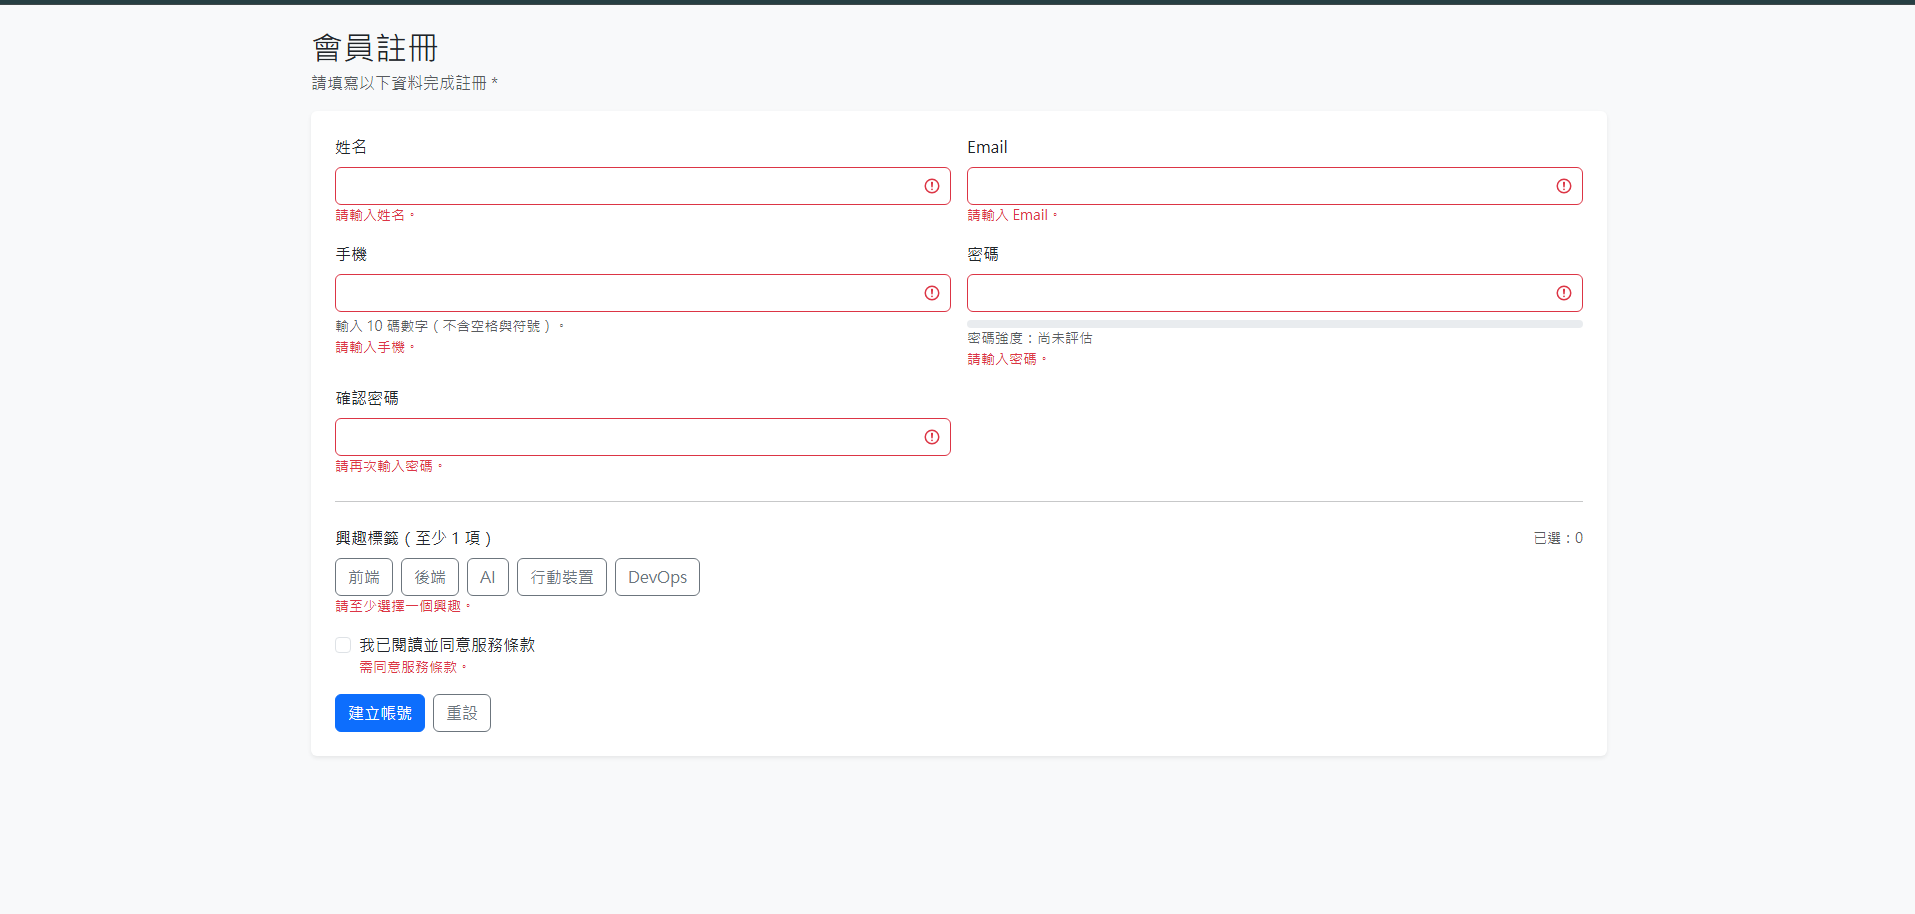 會員註冊
請填寫以下資料完成註冊 *
姓名
Email
請輸入姓名。
請輸入 Email。
手機
密碼
輸入 10 碼數字（不含空格與符號）。
請輸入手機。
密碼強度：尚未評估
請輸入密碼。
確認密碼
請再次輸入密碼。
興趣標籤（至少 1 項）
已選：0
前端 後端 AI 行動裝置 DevOps
請至少選擇一個興趣。
我已閱讀並同意服務條款
需同意服務條款。
建立帳號 重設